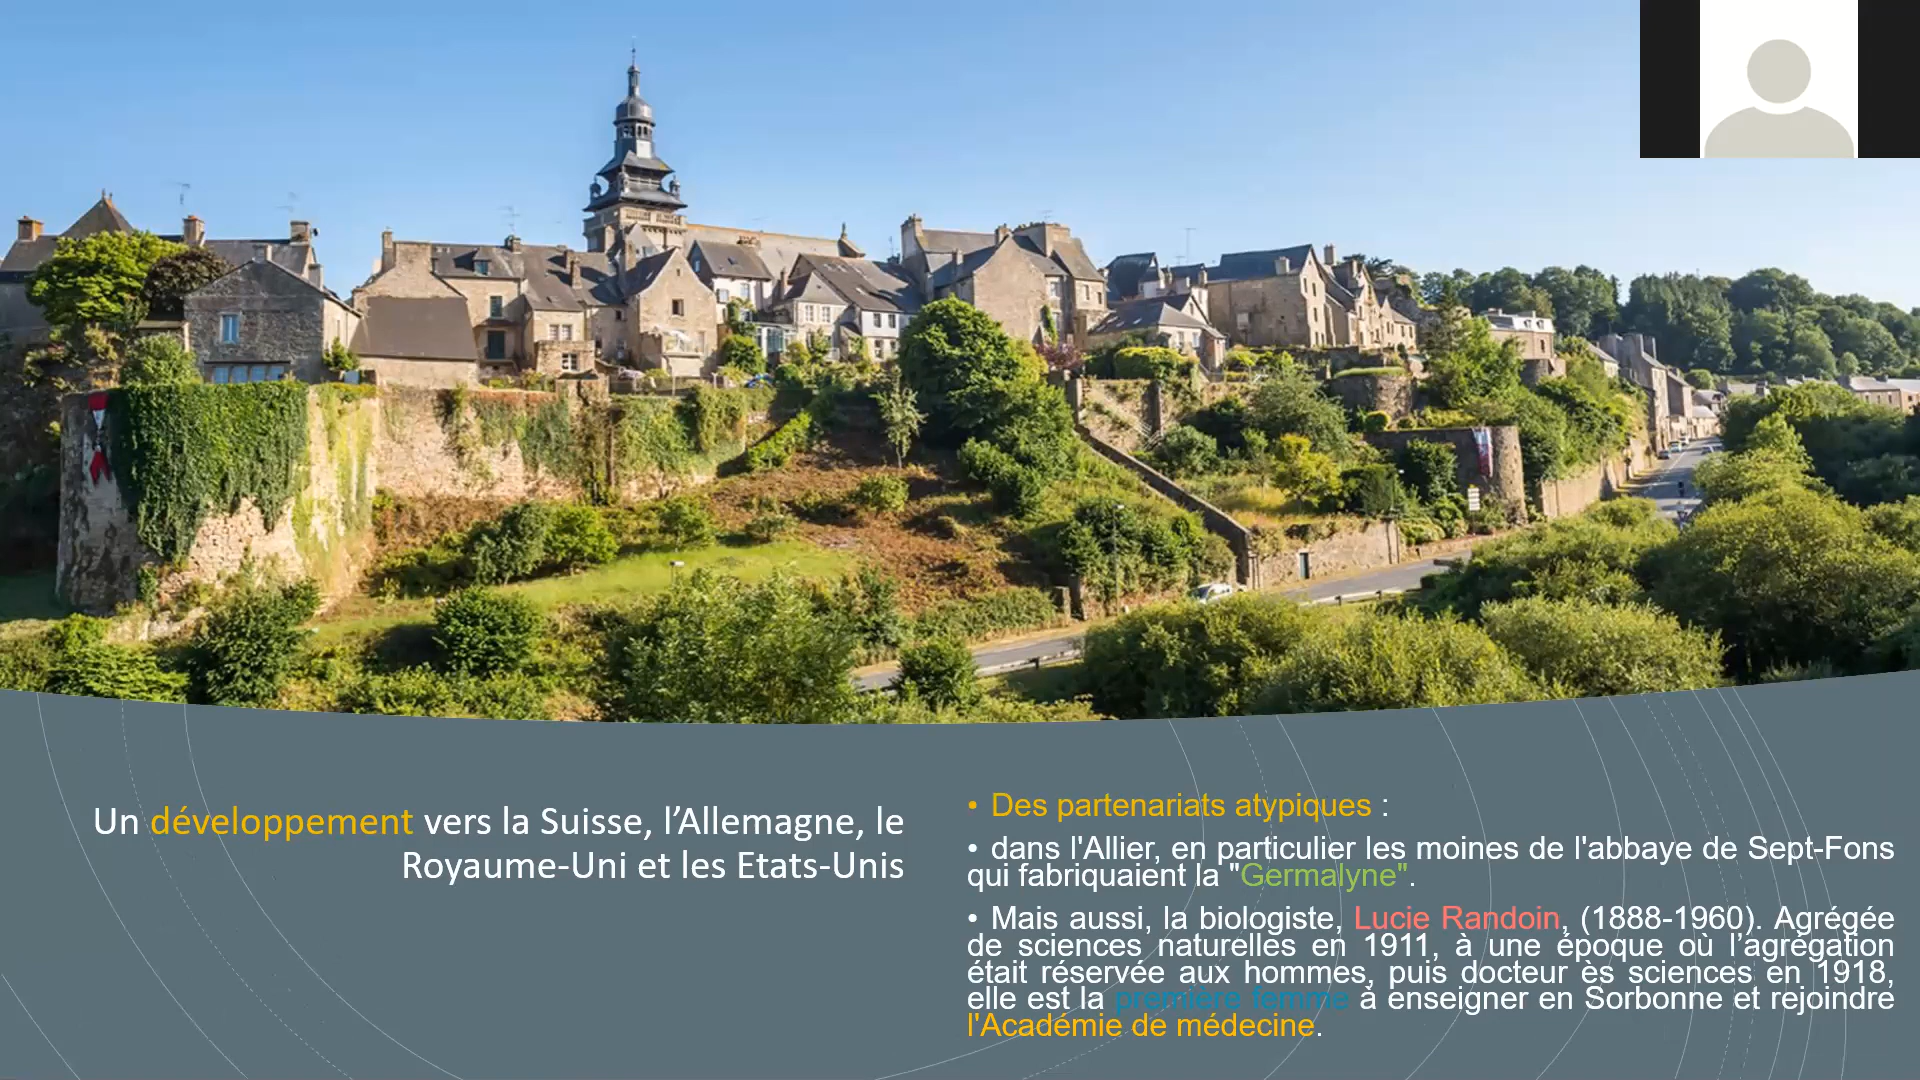 Un développement vers la Suisse, l’Allemagne, le
Royaume-Uni et les Etats-Unis
• Des partenariats atypiques :
• dans l'Allier, en particulier les moines de l'abbaye de Sept-Fons
qui fabriquaient la "Germalyne".
• Mais aussi, la biologiste, Lucie Randoin, (1888-1960). Agrégée
de sciences naturelles en 1911, à une époque où l’agrégation
était réservée aux hommes, puis docteur ès sciences en 1918,
elle est la première femme à enseigner en Sorbonne et rejoindre
l'Académie de médecine.